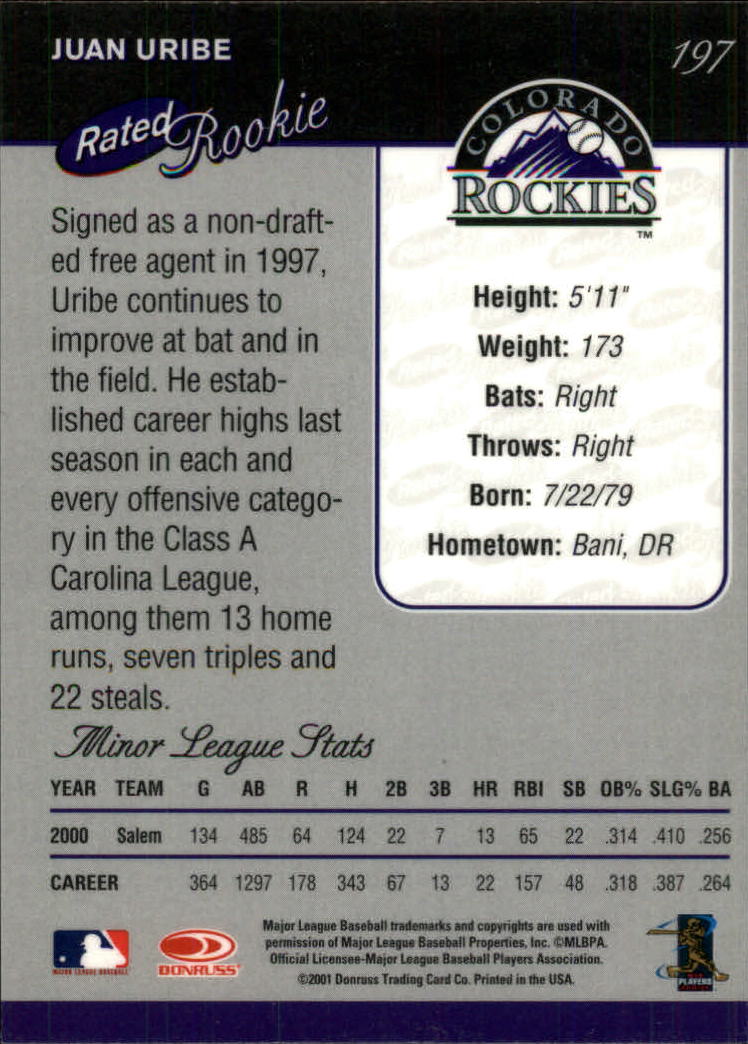 JUAN URIBE
197
Rated Rookie
COLORADO
ROCKIES
TM
Signed as a non-draft-
ed free agent in 1997,
Uribe continues to
improve at bat and in
the field. He estab-
lished career highs last
season in each and
every offensive catego-
ry in the Class A
Carolina League,
among them 13 home
runs, seven triples and
22 steals.
Height: 5'11"
Weight: 173
Bats: Right
Throws: Right
Born: 7/22/79
Hometown: Bani, DR
Minor League Stats
YEAR TEAM G AB R H 2B 3B HR RBI SB OB% SLG% BA
2000 Salem 134 485 64 124 22 7 13 65 22 .314 .410 .256
CAREER 364 1297 178 343 67 13 22 157 48 .318 .387 .264
MAJOR LEAGUE BASEBALL
DONRUSS
Major League Baseball trademarks and copyrights are used with
permission of Major League Baseball Properties, Inc. ©MLBPA.
Official Licensee-Major League Baseball Players Association.
©2001 Donruss Trading Card Co. Printed in the USA.
PLAYERS